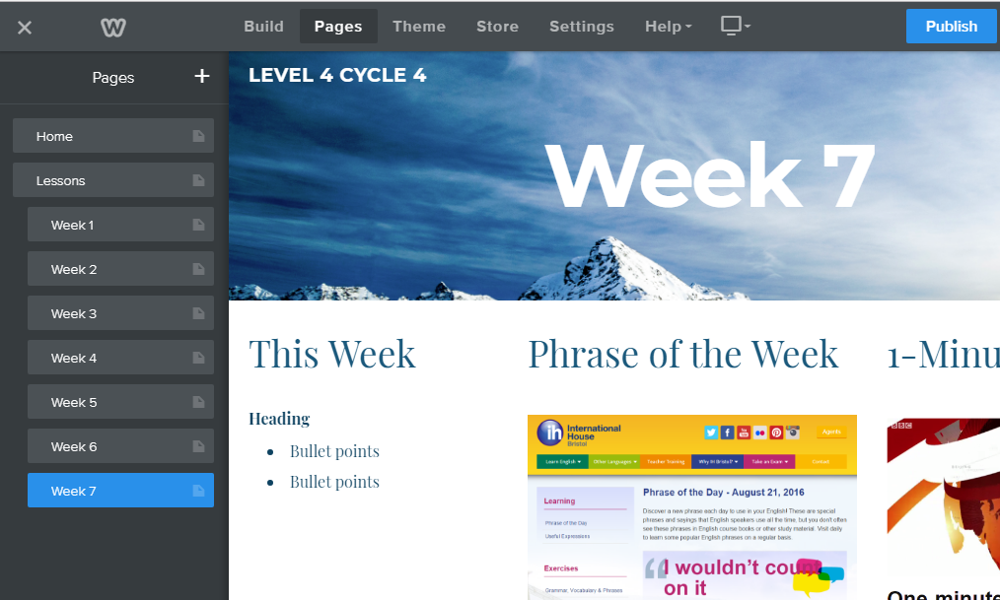 Build Pages Theme Store Settings Help Publish
Pages
Home
Lessons
Week 1
Week 2
Week 3
Week 4
Week 5
Week 6
Week 7
LEVEL 4 CYCLE 4
Week 7
This Week
Heading
Bullet points
Bullet points
Phrase of the Week
ih International
House
Bristol
Agents
Learn English Other Languages Teacher Training Why IH Bristol? Take an Exam Contact
Learning
Phrase of the Day
Useful Expressions
Exercises
Grammar, Vocabulary & Phrases
Phrase of the Day - August 21, 2016
Discover a new phrase each day to use in your English! These are special
phrases and sayings that English speakers use all the time, but you don't often
see these phrases in English course books or other study material. Visit daily
to learn some popular English phrases on a regular basis.
I wouldn't count
on it
1-Minu
BBC
One minute